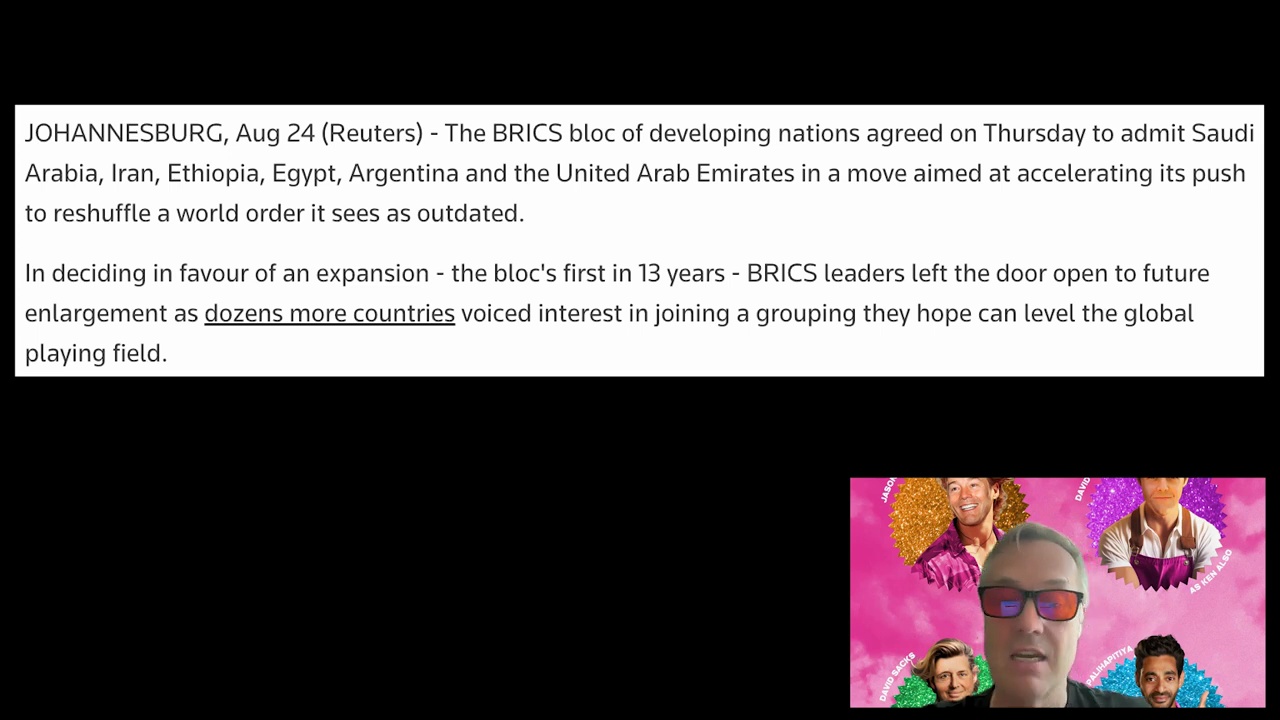 JOHANNESBURG, Aug 24 (Reuters) - The BRICS bloc of developing nations agreed on Thursday to admit Saudi
Arabia, Iran, Ethiopia, Egypt, Argentina and the United Arab Emirates in a move aimed at accelerating its push
to reshuffle a world order it sees as outdated.
In deciding in favour of an expansion - the bloc's first in 13 years - BRICS leaders left the door open to future
enlargement as dozens more countries voiced interest in joining a grouping they hope can level the global
playing field.
JASON
DAVID
AS KEN ALSO
DAVID SACKS
PALIHAPITIYA